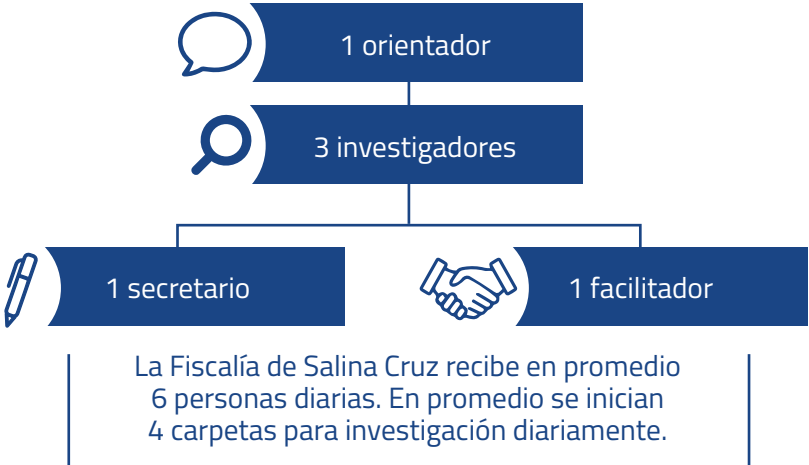 1 orientador
3 investigadores
1 secretario
1 facilitador
La Fiscalía de Salina Cruz recibe en promedio
6 personas diarias. En promedio se inician
4 carpetas para investigación diariamente.